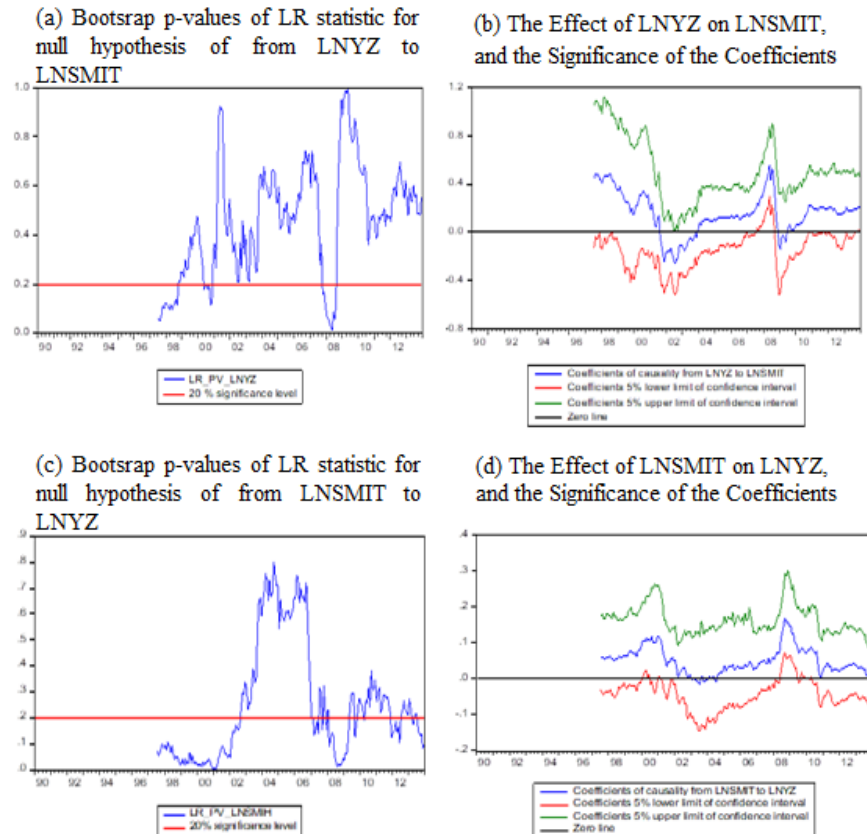 (a) Bootsrap p-values of LR statistic for
null hypothesis of from LNYZ to
LNSMIT
(b) The Effect of LNYZ on LNSMIT,
and the Significance of the Coefficients
1.0
0.8
0.6
0.4
0.2
0.0
90 92 94 96 98 00 02 04 06 08 10 12
LR_PV_LNYZ
20 % significance level
1.2
0.8
0.4
0.0
-0.4
-0.8
90 92 94 96 98 00 02 04 06 08 10 12
Coefficients of causality from LNYZ to LNSMIT
Coefficients 5% lower limit of confidence interval
Coefficients 5% upper limit of confidence interval
Zero line
(c) Bootsrap p-values of LR statistic for
null hypothesis of from LNSMIT to
LNYZ
(d) The Effect of LNSMIT on LNYZ,
and the Significance of the Coefficients
.9
.8
.7
.6
.5
.4
.3
.2
.1
.0
90 92 94 96 98 00 02 04 06 08 10 12
LR_PV_LNSMIH
20% significance level
.4
.3
.2
.1
.0
-.1
-.2
90 92 94 96 98 00 02 04 06 08 10 12
Coefficients of causality from LNSMIT to LNYZ
Coefficients 5% lower limit of confidence interval
Coefficients 5% upper limit of confidence interval
Zero line